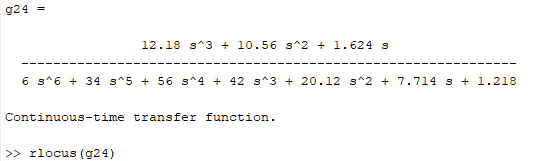 g24 =
12.18 s^3 + 10.56 s^2 + 1.624 s
-----------------------------------------------------------------
6 s^6 + 34 s^5 + 56 s^4 + 42 s^3 + 20.12 s^2 + 7.714 s + 1.218
Continuous-time transfer function.
>> rlocus(g24)